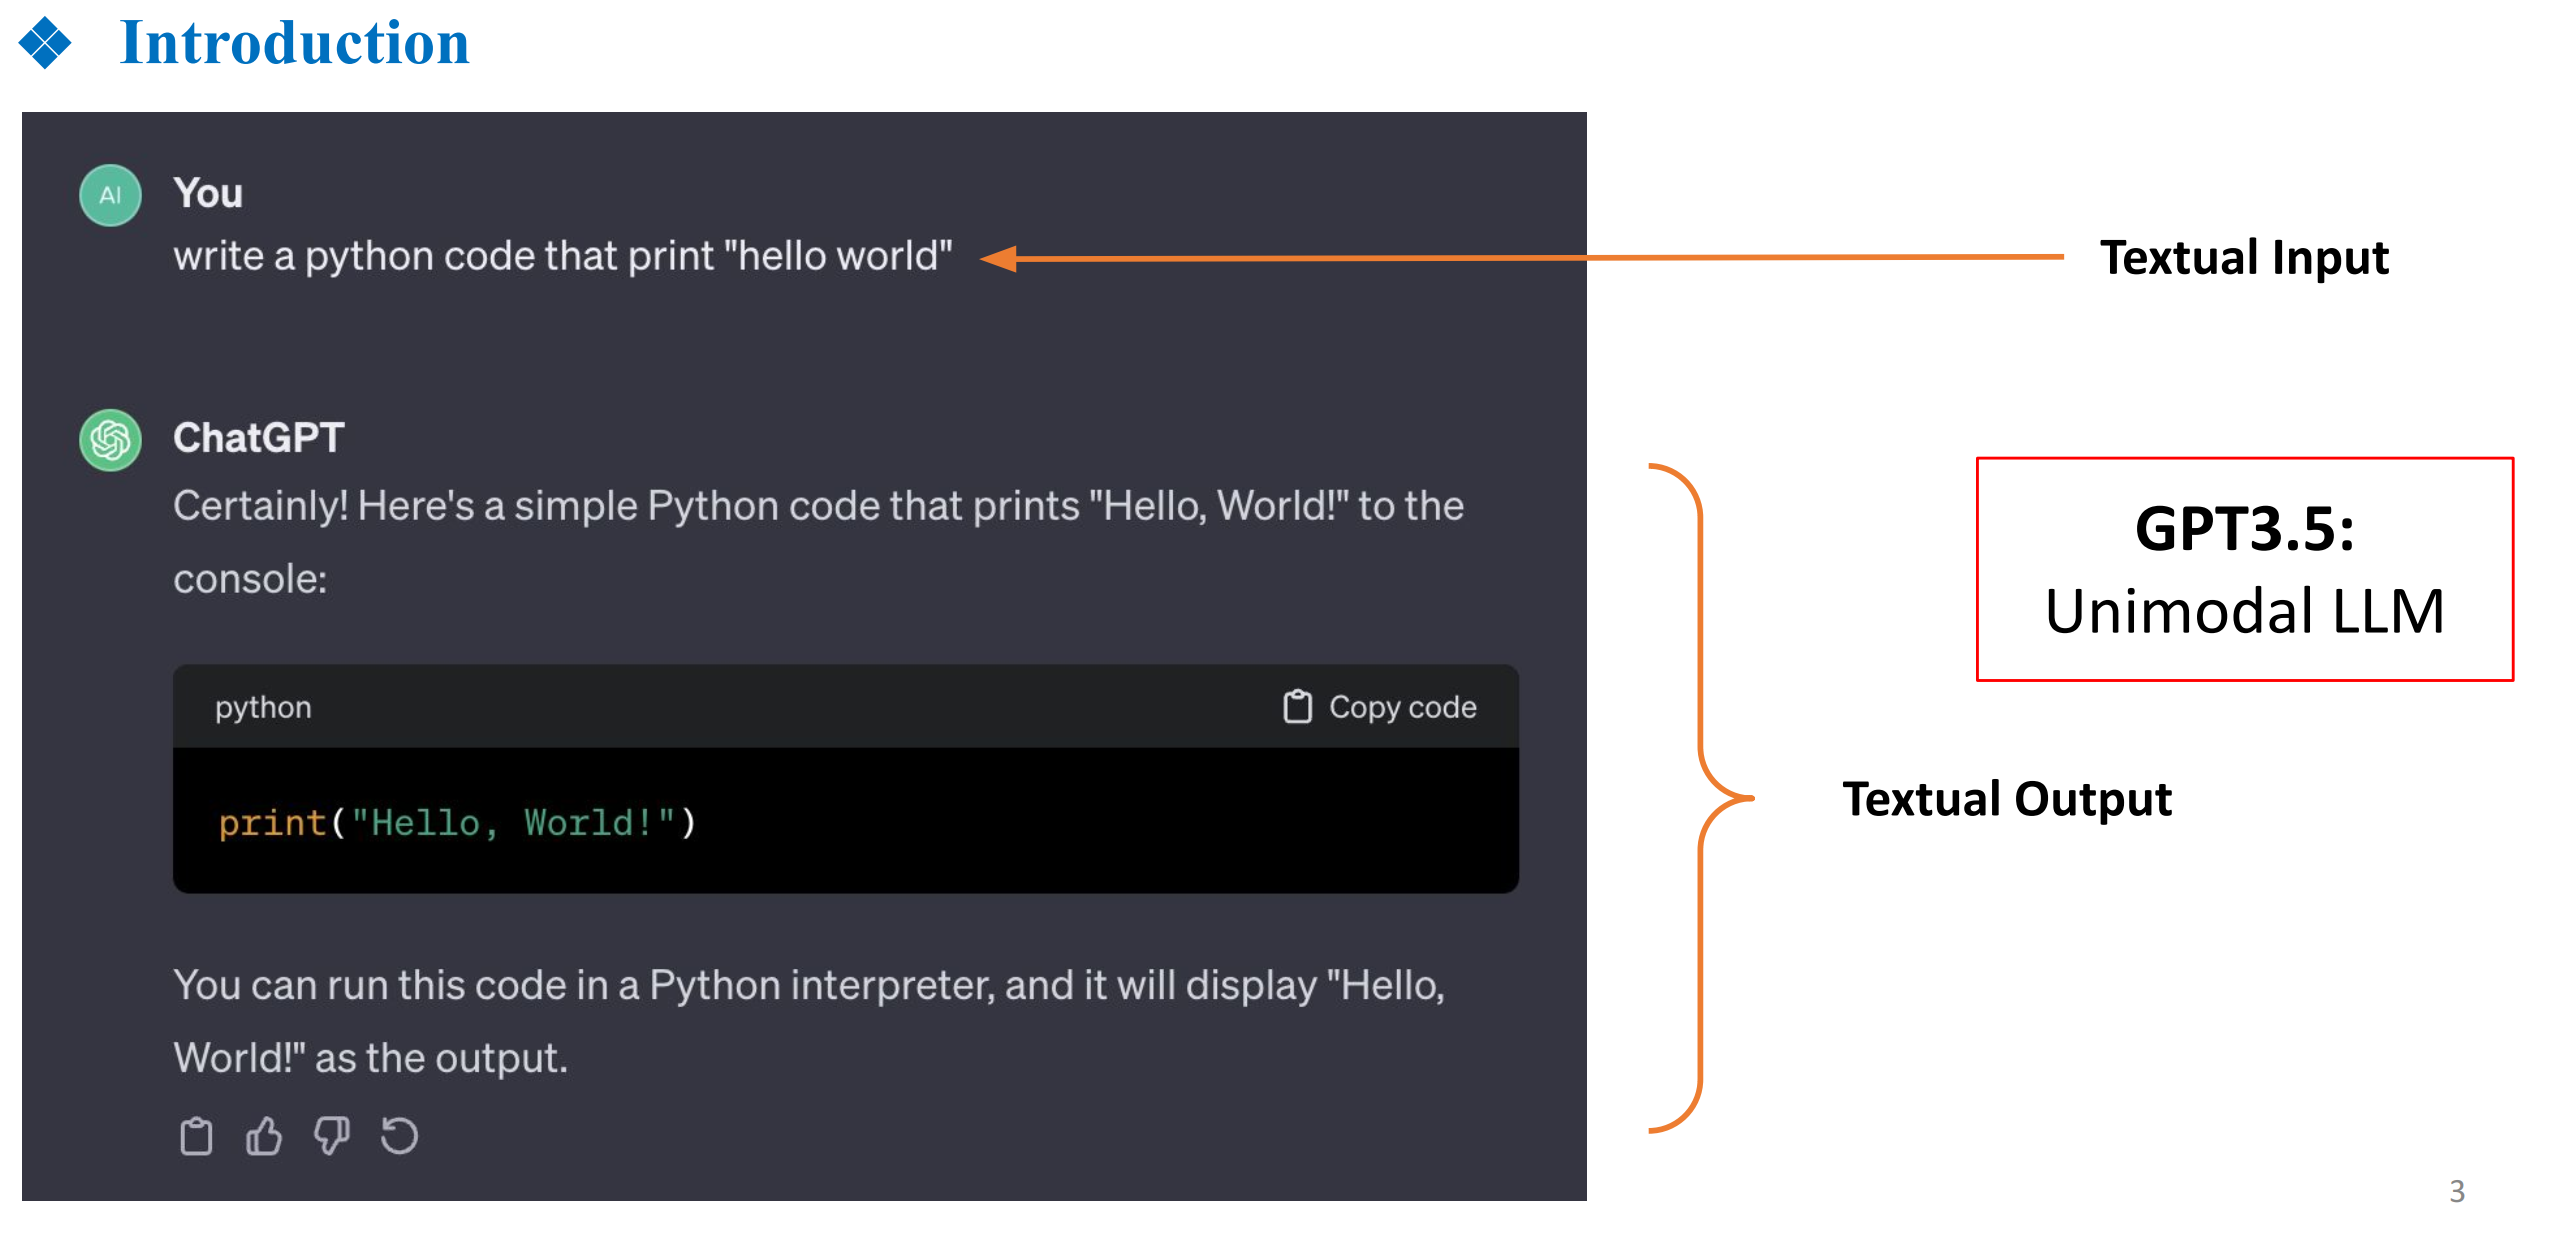 Introduction
AI
You
write a python code that print "hello world"
Textual Input
ChatGPT
Certainly! Here's a simple Python code that prints "Hello, World!" to the
console:
python
Copy code
print("Hello, World!")
You can run this code in a Python interpreter, and it will display "Hello,
World!" as the output.
GPT3.5:
Unimodal LLM
Textual Output
3